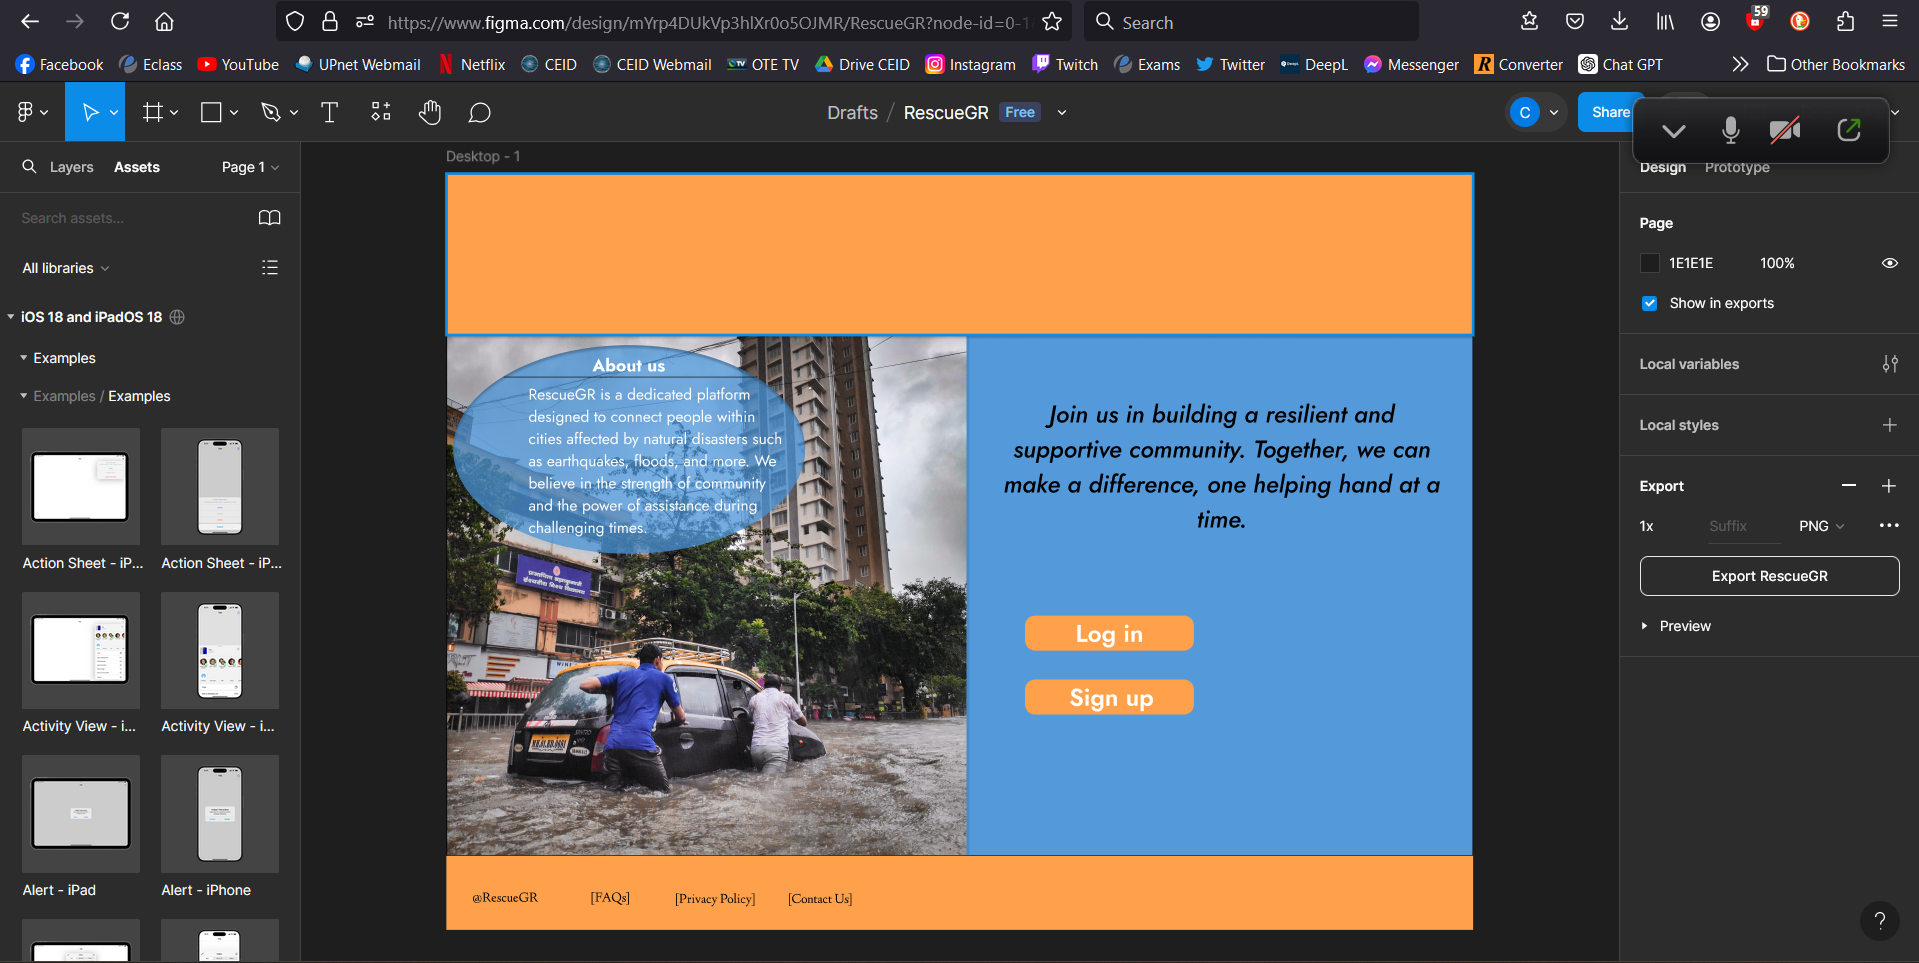 https://www.figma.com/design/mYrp4DUkVp3hlXr0o5OJMR/RescueGR?node-id=0-1
Search
59
Facebook
Eclass
YouTube
UPnet Webmail
Netflix
CEID
CEID Webmail
OTE TV
Drive CEID
Instagram
Twitch
Exams
Twitter
DeepL
Messenger
Converter
Chat GPT
Other Bookmarks
Drafts / RescueGR Free
C
Share
Layers
Assets
Page 1
Design
Prototype
Search assets...
All libraries
iOS 18 and iPadOS 18
Examples
Examples / Examples
Action Sheet - iP...
Action Sheet - iP...
Activity View - i...
Activity View - i...
Alert - iPad
Alert - iPhone
Desktop - 1
About us
RescueGR is a dedicated platform
designed to connect people within
cities affected by natural disasters such
as earthquakes, floods, and more. We
believe in the strength of community
and the power of assistance during
challenging times.
Join us in building a resilient and
supportive community. Together, we can
make a difference, one helping hand at a
time.
Log in
Sign up
@RescueGR
[FAQs]
[Privacy Policy]
[Contact Us]
Page
1E1E1E
100%
Show in exports
Local variables
Local styles
Export
1x
Suffix
PNG
Export RescueGR
Preview
?